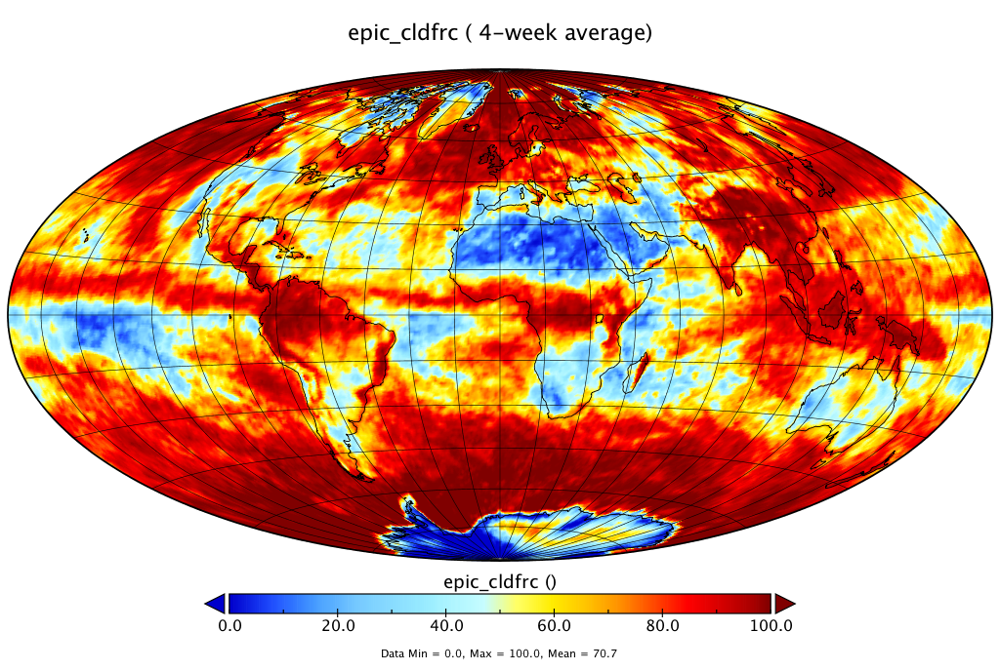 epic_cldfrc ( 4-week average)
epic_cldfrc ()
0.0 20.0 40.0 60.0 80.0 100.0
Data Min = 0.0, Max = 100.0, Mean = 70.7